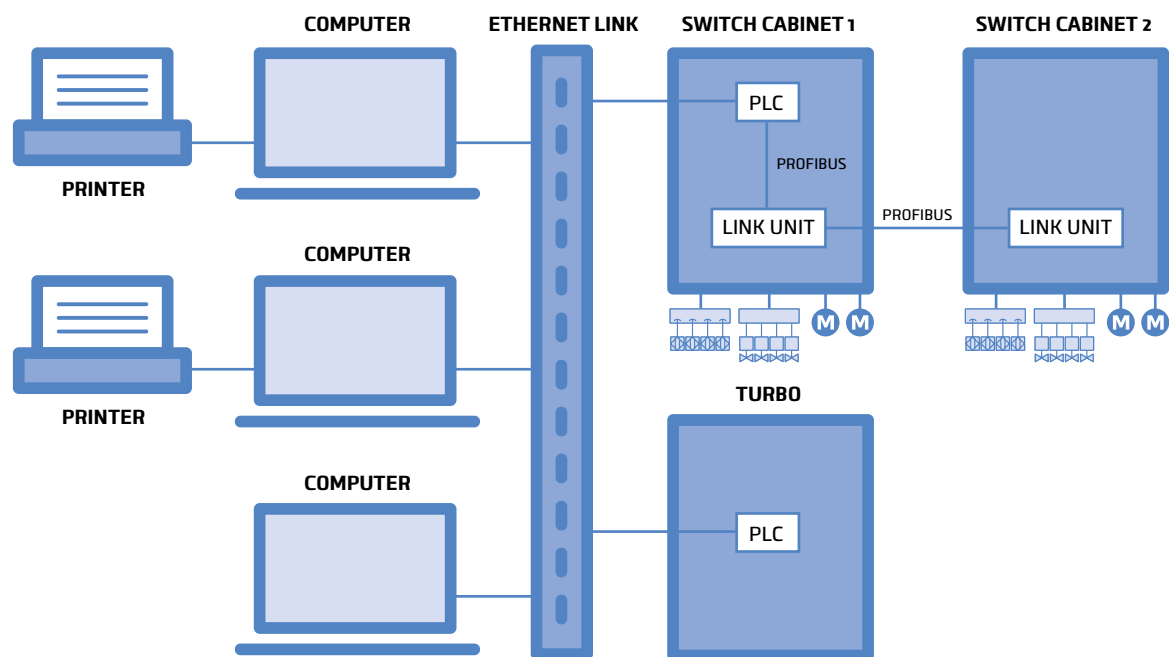 COMPUTER
ETHERNET LINK
SWITCH CABINET 1
SWITCH CABINET 2
PLC
PROFIBUS
PRINTER
LINK UNIT
PROFIBUS
LINK UNIT
COMPUTER
M
M
M
M
TURBO
PRINTER
COMPUTER
PLC